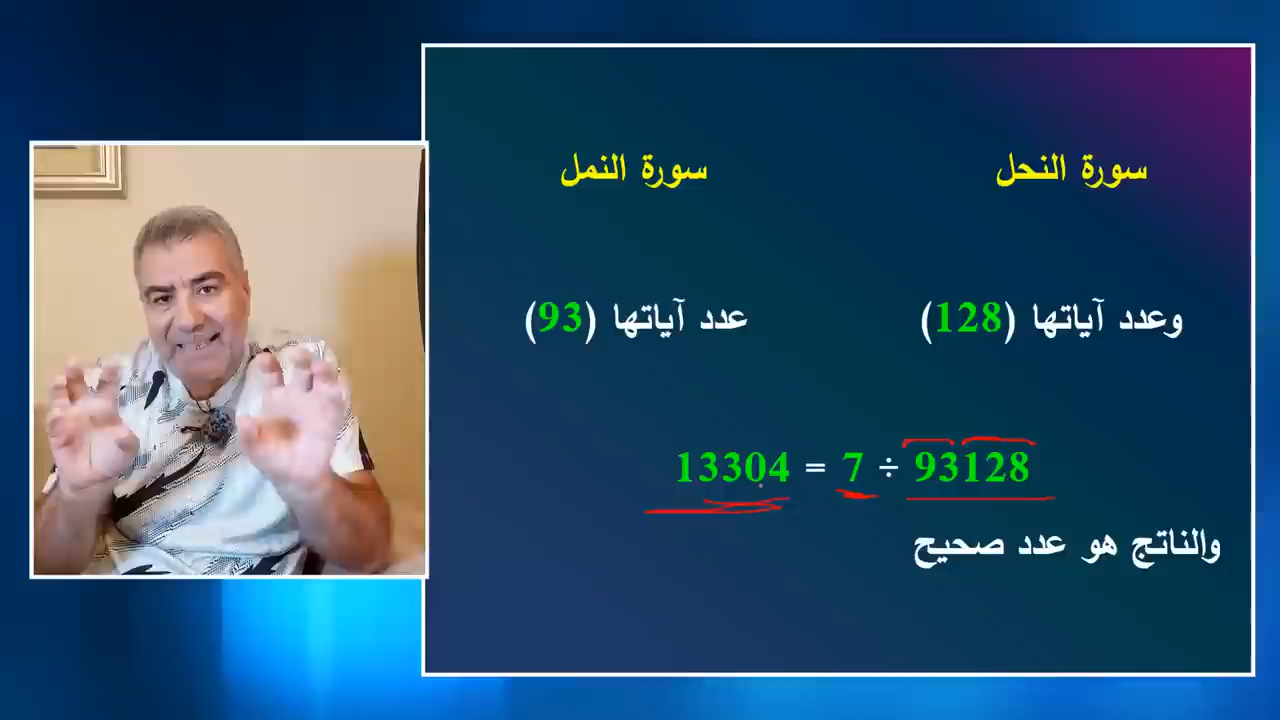 سورة النحل
سورة النمل
وعدد آياتها (128)
عدد آياتها (93)
13304 = 7 ÷ 93128
والناتج هو عدد صحيح